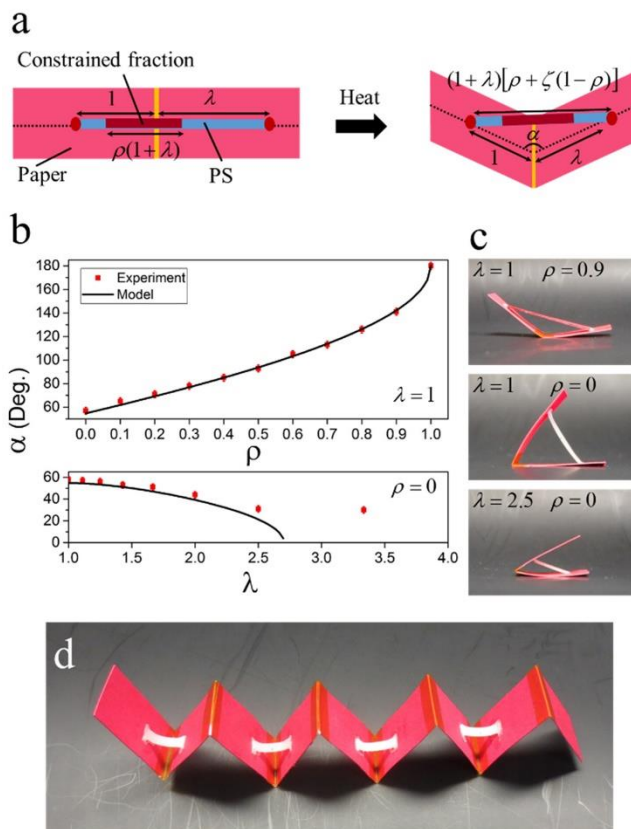 a
Constrained fraction
1 λ
ρ(1+λ)
Paper
PS
Heat
(1+λ)[ρ+ζ(1-ρ)]
α
1 λ
b
Experiment
Model
λ=1
180
160
140
120
100
80
60
0.0 0.1 0.2 0.3 0.4 0.5 0.6 0.7 0.8 0.9 1.0
ρ
α (Deg.)
ρ=0
60
40
20
0
1.0 1.5 2.0 2.5 3.0 3.5 4.0
λ
c
λ=1 ρ=0.9
λ=1 ρ=0
λ=2.5 ρ=0
d